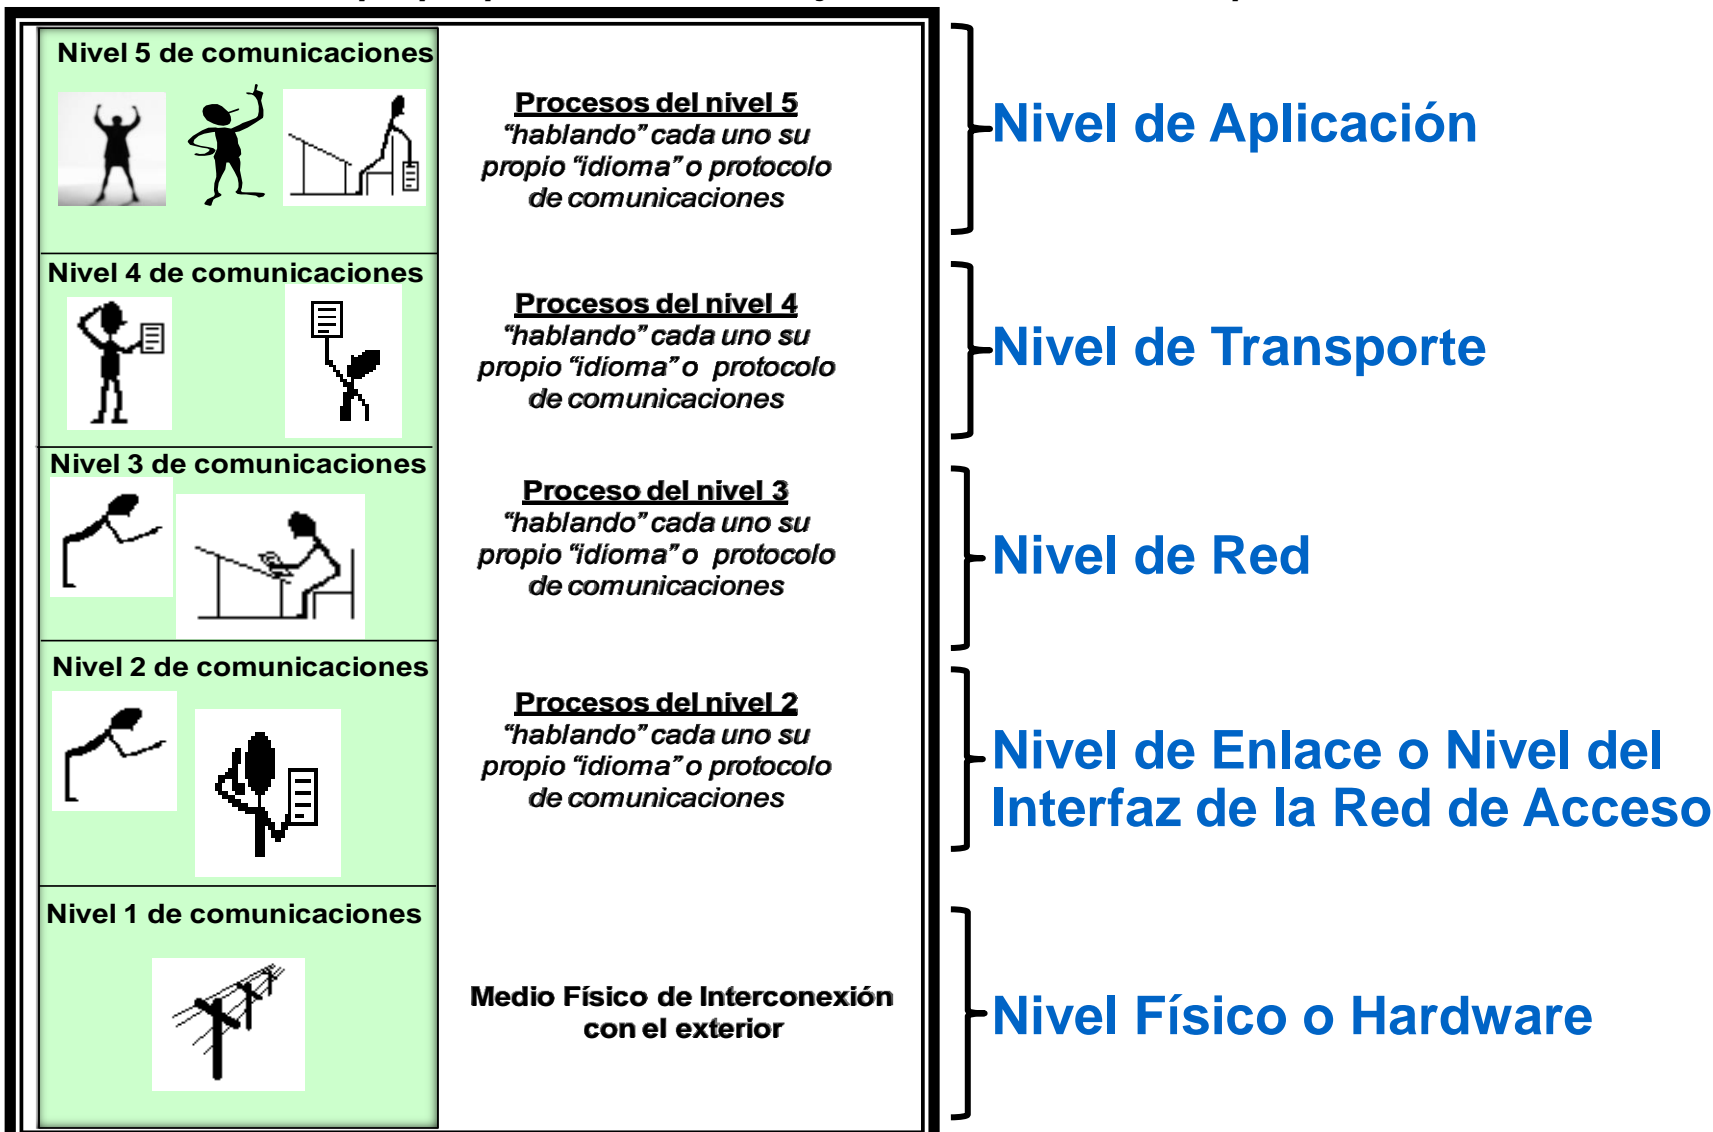 Nivel 5 de comunicaciones
Procesos del nivel 5
“hablando” cada uno su
propio “idioma” o protocolo
de comunicaciones
Nivel de Aplicación
Nivel 4 de comunicaciones
Procesos del nivel 4
“hablando” cada uno su
propio “idioma” o protocolo
de comunicaciones
Nivel de Transporte
Nivel 3 de comunicaciones
Proceso del nivel 3
“hablando” cada uno su
propio “idioma” o protocolo
de comunicaciones
Nivel de Red
Nivel 2 de comunicaciones
Procesos del nivel 2
“hablando” cada uno su
propio “idioma” o protocolo
de comunicaciones
Nivel de Enlace o Nivel del
Interfaz de la Red de Acceso
Nivel 1 de comunicaciones
Medio Físico de Interconexión
con el exterior
Nivel Físico o Hardware